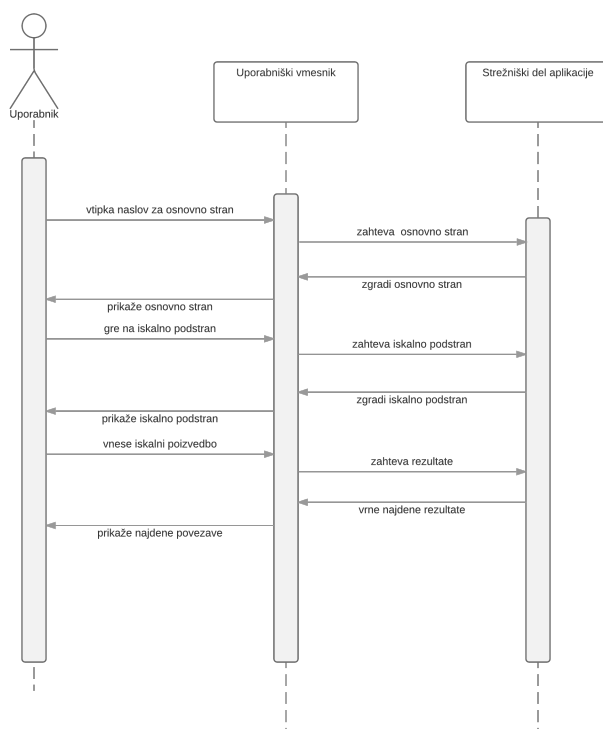 Uporabniški vmesnik
Strežniški del aplikacije
Uporabnik
vtipka naslov za osnovno stran
zahteva  osnovno stran
zgradi osnovno stran
prikaže osnovno stran
gre na iskalno podstran
zahteva iskalno podstran
zgradi iskalno podstran
prikaže iskalno podstran
vnese iskalni poizvedbo
zahteva rezultate
vrne najdene rezultate
prikaže najdene povezave